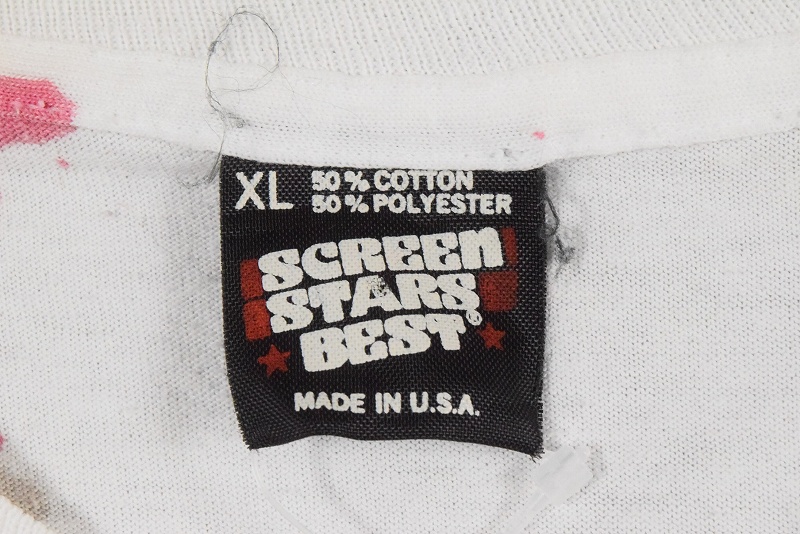 XL
50% COTTON
50% POLYESTER
SCREEN
STARS
BEST®
MADE IN U.S.A.